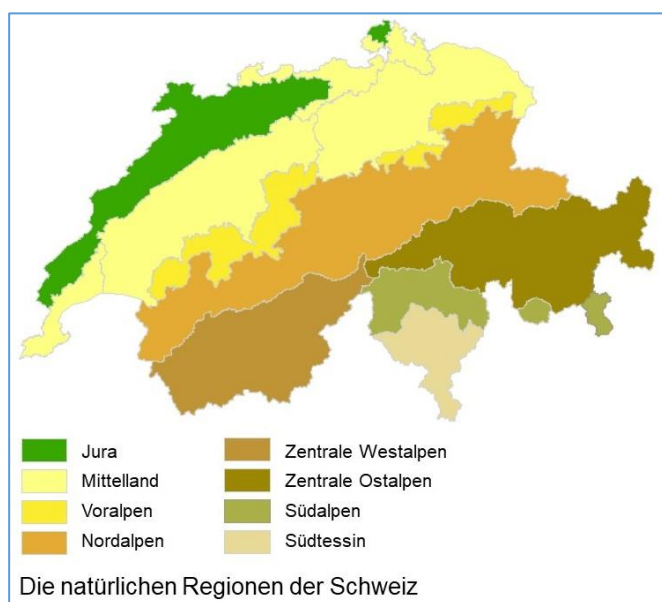 Jura
Mittelland
Voralpen
Nordalpen
Zentrale Westalpen
Zentrale Ostalpen
Südalpen
Südtessin
Die natürlichen Regionen der Schweiz